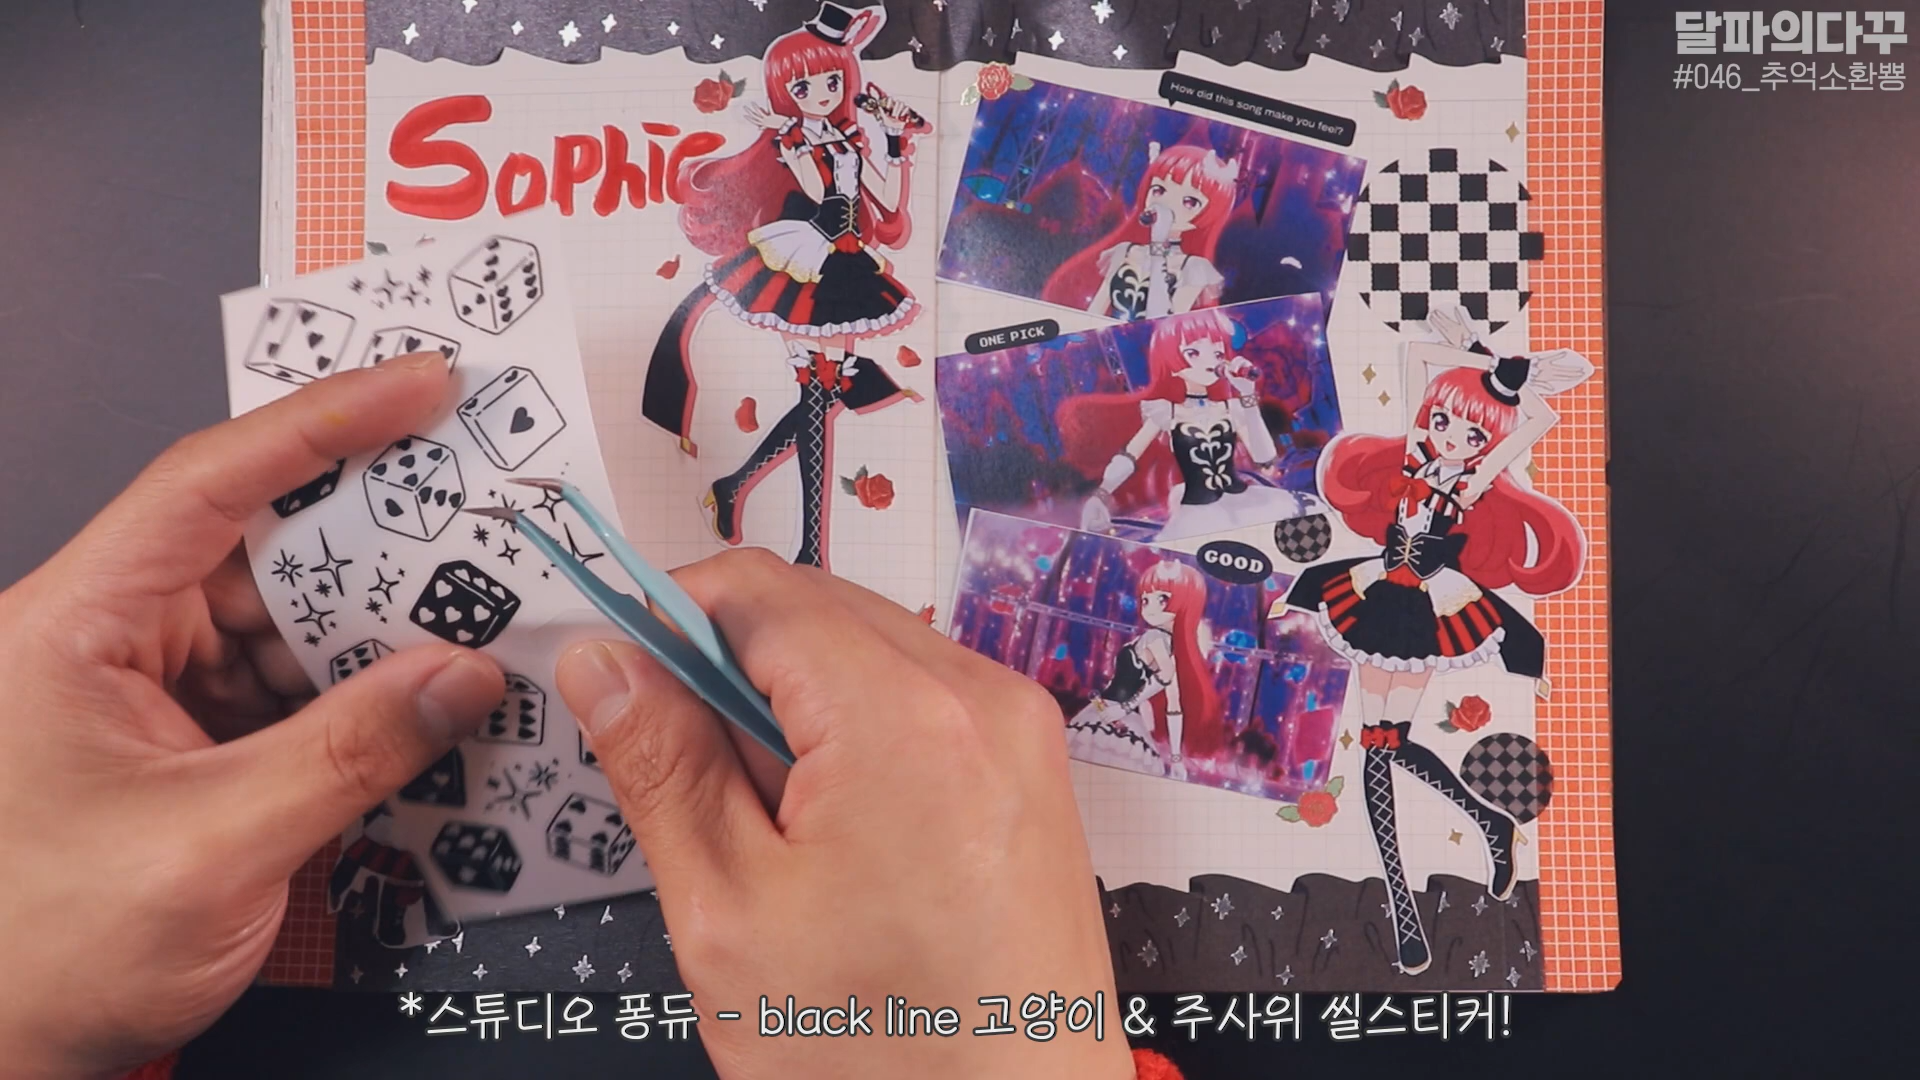 달파의다꾸
#046_추억소환뿅
How did this song make you feel?
Sophie
ONE PICK
GOOD
*스튜디오 퐁듀 - black line 고양이 & 주사위 씰스티커!